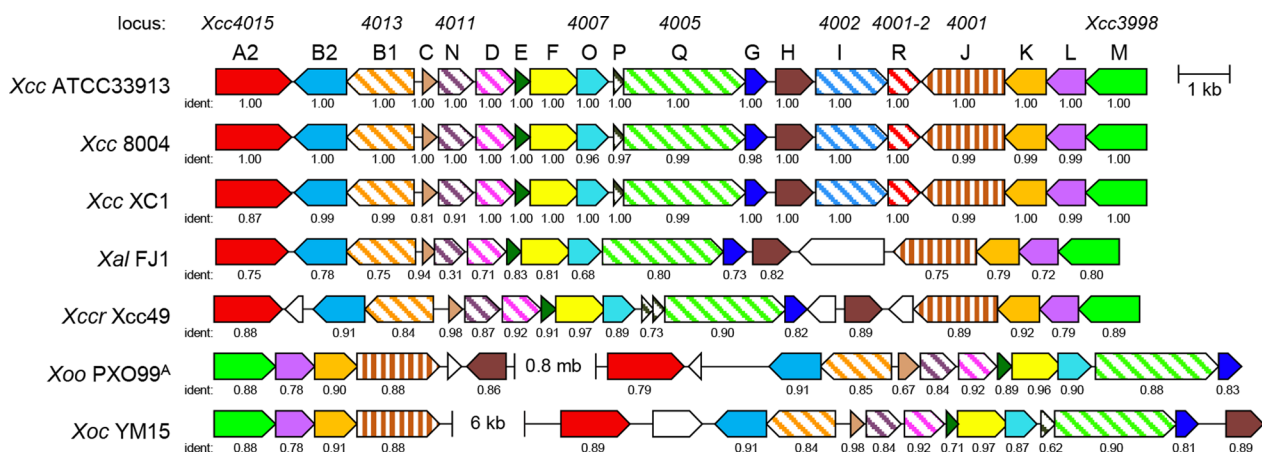 locus: Xcc4015 4013 4011 4007 4005 4002 4001-2 4001 Xcc3998
A2 B2 B1 C N D E F O P Q G H I R J K L M
Xcc ATCC33913
1 kb
ident: 1.00 1.00 1.00 1.00 1.00 1.00 1.00 1.00 1.00 1.00 1.00 1.00 1.00 1.00 1.00 1.00 1.00 1.00 1.00
Xcc 8004
ident: 1.00 1.00 1.00 1.00 1.00 1.00 1.00 1.00 0.96 0.97 0.99 0.98 1.00 1.00 1.00 0.99 0.99 0.99 1.00
Xcc XC1
ident: 0.87 0.99 0.99 0.81 0.91 1.00 1.00 1.00 1.00 1.00 0.99 1.00 1.00 1.00 1.00 0.99 1.00 0.99 1.00
Xal FJ1
ident: 0.75 0.78 0.75 0.94 0.31 0.71 0.83 0.81 0.68 0.80 0.73 0.82 0.75 0.79 0.72 0.80
Xccr Xcc49
ident: 0.88 0.91 0.84 0.98 0.87 0.92 0.91 0.97 0.89 0.73 0.90 0.82 0.89 0.89 0.92 0.79 0.89
Xoo PXO99ᴬ 0.8 mb
ident: 0.88 0.78 0.90 0.88 0.86 0.79 0.91 0.85 0.67 0.84 0.92 0.89 0.96 0.90 0.88 0.83
Xoc YM15 6 kb
ident: 0.88 0.78 0.91 0.88 0.89 0.91 0.84 0.98 0.84 0.92 0.71 0.97 0.87 0.62 0.90 0.81 0.89